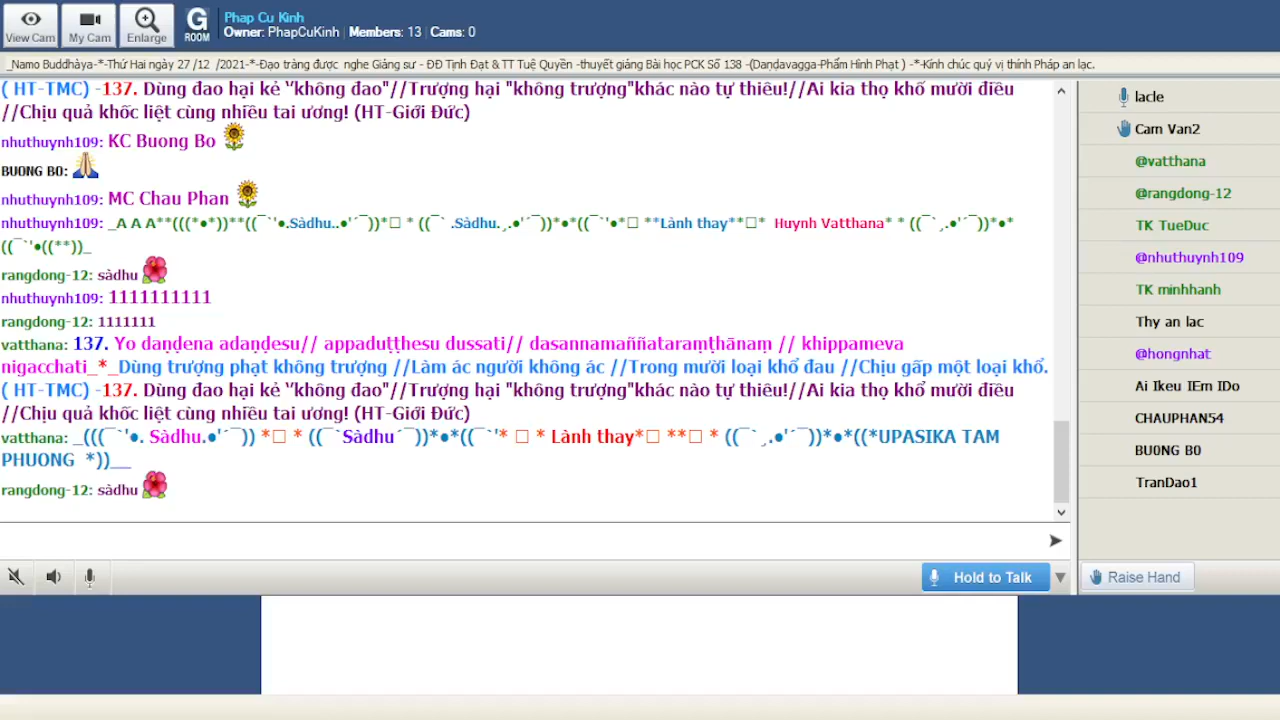 View Cam
My Cam
Enlarge
G
ROOM
Phap Cu Kinh
Owner: PhapCuKinh | Members: 13 | Cams: 0
_Namo Buddhàya-*-Thứ Hai ngày 27 /12 /2021-*-Đạo tràng được nghe Giảng sư - ĐĐ Tịnh Đạt & TT Tuệ Quyền -thuyết giảng Bài học PCK Số 138 -(Daṇḍavagga-Phẩm Hình Phạt ) -*-Kính chúc quý vị thính Pháp an lạc.
( HT-TMC) -137. Dùng đao hại kẻ '"không đao"//Trượng hại "không trượng"khác nào tự thiêu!//Ai kia thọ khổ mười điều
//Chịu quả khốc liệt cùng nhiều tai ương! (HT-Giới Đức)
nhuthuynh109: KC Buong Bo
BUONG BO:
nhuthuynh109: MC Chau Phan
nhuthuynh109: _A A A**(((*●*))**((¯`'●.Sàdhu..●'´¯))*□ * ((¯` .Sàdhu.¸.●'´¯))*●*((¯`'●*□ **Lành thay**□* Huynh Vatthana* * ((¯`¸.●'´¯))*●*
((¯`'●((**))_
rangdong-12: sàdhu
nhuthuynh109: 1111111111
rangdong-12: 1111111
vatthana: 137. Yo daṇḍena adaṇḍesu// appaduṭṭhesu dussati// dasannamaññataraṃṭhānaṃ // khippameva
nigacchati_*_Dùng trượng phạt không trượng //Làm ác người không ác //Trong mười loại khổ đau //Chịu gấp một loại khổ.
( HT-TMC) -137. Dùng đao hại kẻ '"không đao"//Trượng hại "không trượng"khác nào tự thiêu!//Ai kia thọ khổ mười điều
//Chịu quả khốc liệt cùng nhiều tai ương! (HT-Giới Đức)
vatthana: _(((¯`'●. Sàdhu.●'´¯)) *□ * ((¯`Sàdhu´¯))*●*((¯`'* □ * Lành thay*□ **□ * ((¯`¸.●'´¯))*●*((*UPASIKA TAM
PHUONG *))__
rangdong-12: sàdhu
lacle
Cam Van2
@vatthana
@rangdong-12
TK TueDuc
@nhuthuynh109
TK minhhanh
Thy an lac
@hongnhat
Ai Ikeu IEm IDo
CHAUPHAN54
BU0NG B0
TranDao1
Hold to Talk
Raise Hand